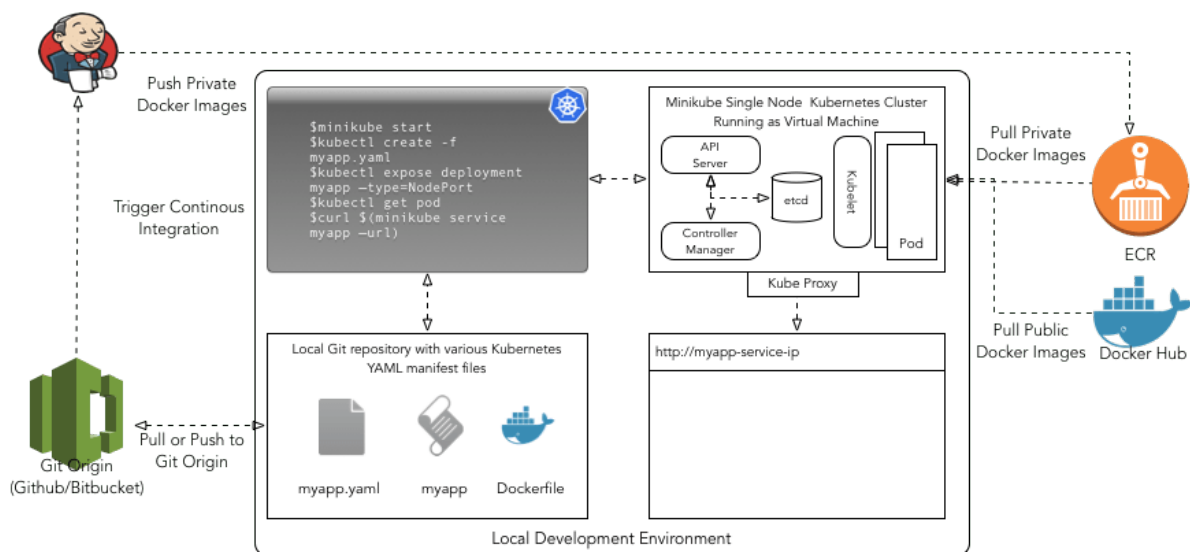 Push Private
Docker Images
Trigger Continous
Integration
Git Origin
(Github/Bitbucket)
Pull or Push to
Git Origin
$minikube start
$kubectl create -f
myapp.yaml
$kubectl expose deployment
myapp —type=NodePort
$kubectl get pod
$curl $(minikube service
myapp —url)
Minikube Single Node Kubernetes Cluster
Running as Virtual Machine
API
Server
etcd
Controller
Manager
Kubelet
Pod
Kube Proxy
Local Git repository with various Kubernetes
YAML manifest files
myapp.yaml
myapp
Dockerfile
http://myapp-service-ip
Local Development Environment
Pull Private
Docker Images
ECR
Pull Public
Docker Images
Docker Hub